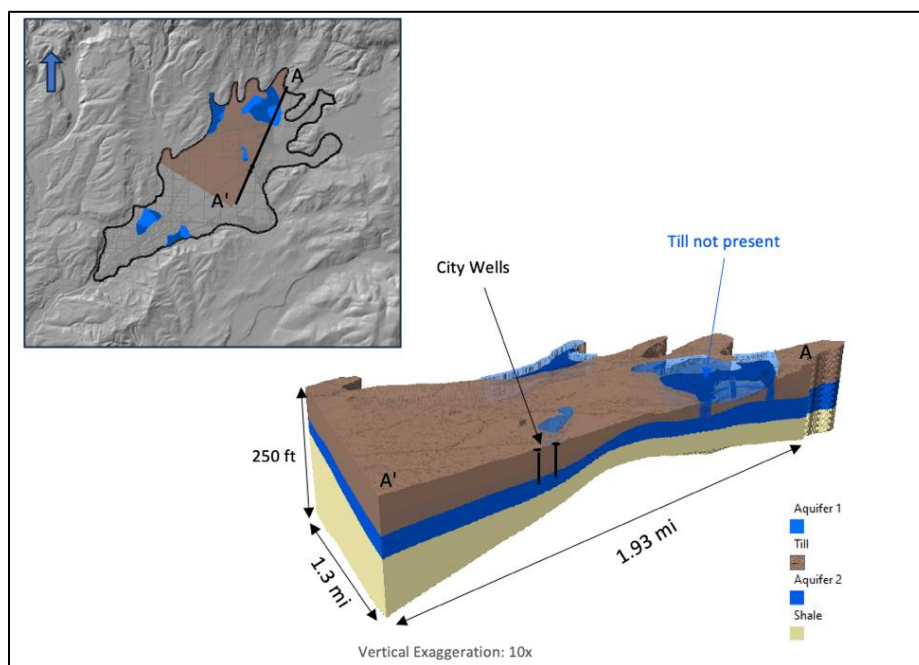 A
A'
Till not present
City Wells
A
250 ft
A'
1.3 mi
1.93 mi
Aquifer 1
Till
Aquifer 2
Shale
Vertical Exaggeration: 10x